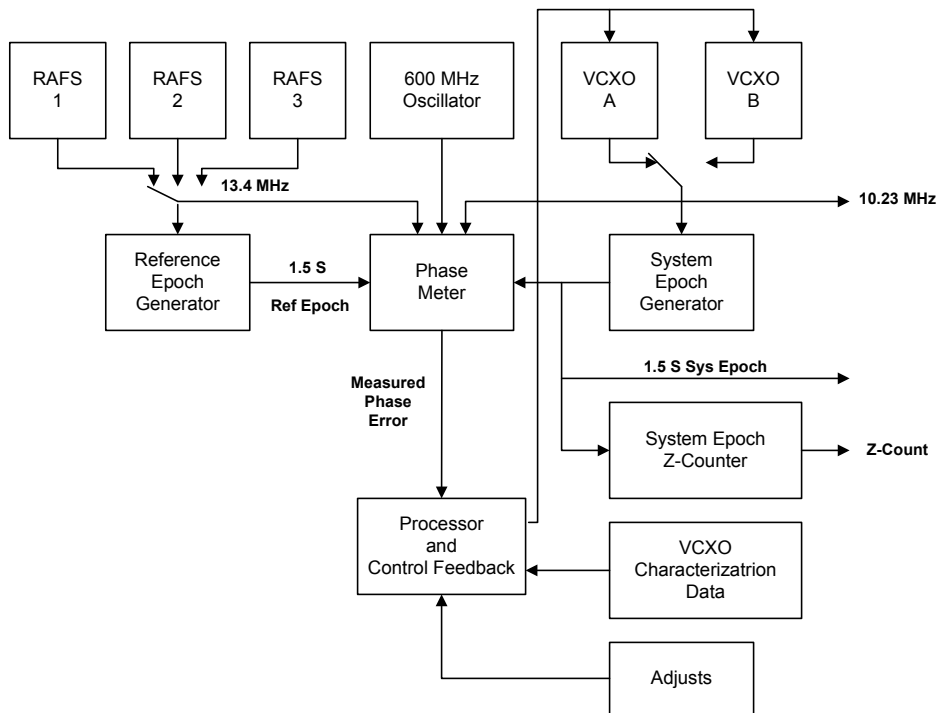 RAFS
1
RAFS
2
RAFS
3
600 MHz
Oscillator
VCXO
A
VCXO
B
13.4 MHz
10.23 MHz
Reference
Epoch
Generator
1.5 S
Ref Epoch
Phase
Meter
System
Epoch
Generator
Measured
Phase
Error
1.5 S Sys Epoch
System Epoch
Z-Counter
Z-Count
Processor
and
Control Feedback
VCXO
Characterizatrion
Data
Adjusts